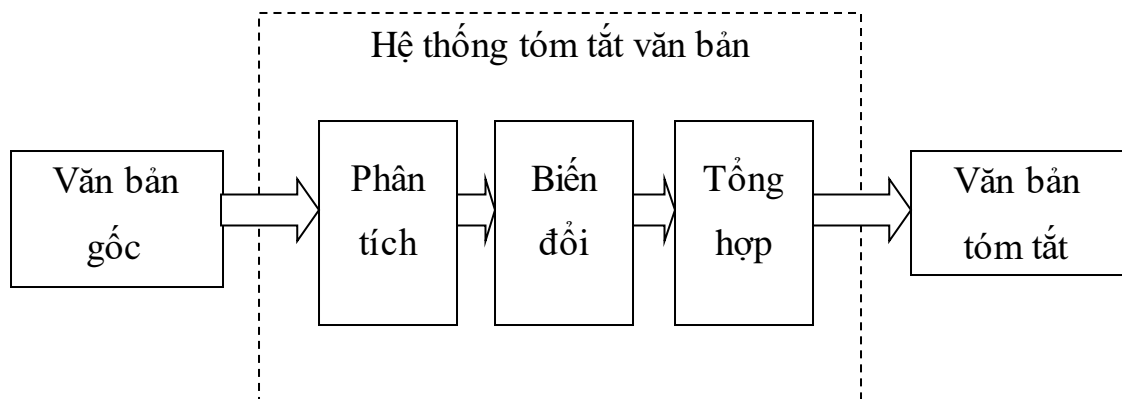 Hệ thống tóm tắt văn bản
Văn bản
gốc
Phân
tích
Biến
đổi
Tổng
hợp
Văn bản
tóm tắt